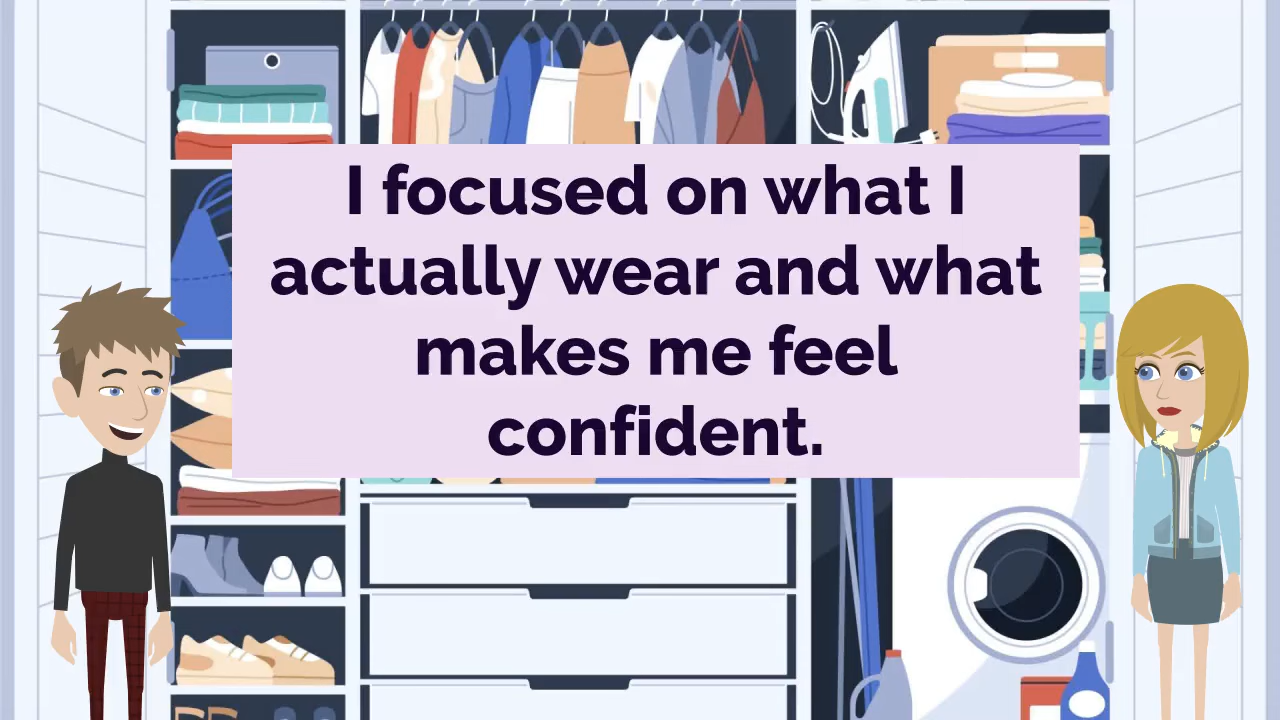 I focused on what I
actually wear and what
makes me feel
confident.